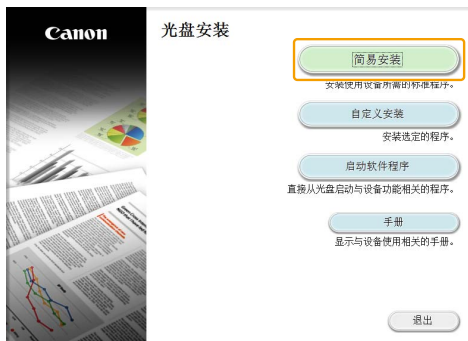 Canon
光盘安装
简易安装
安装使用设备所需的标准程序。
自定义安装
安装选定的程序。
启动软件程序
直接从光盘启动与设备功能相关的程序。
手册
显示与设备使用相关的手册。
退出